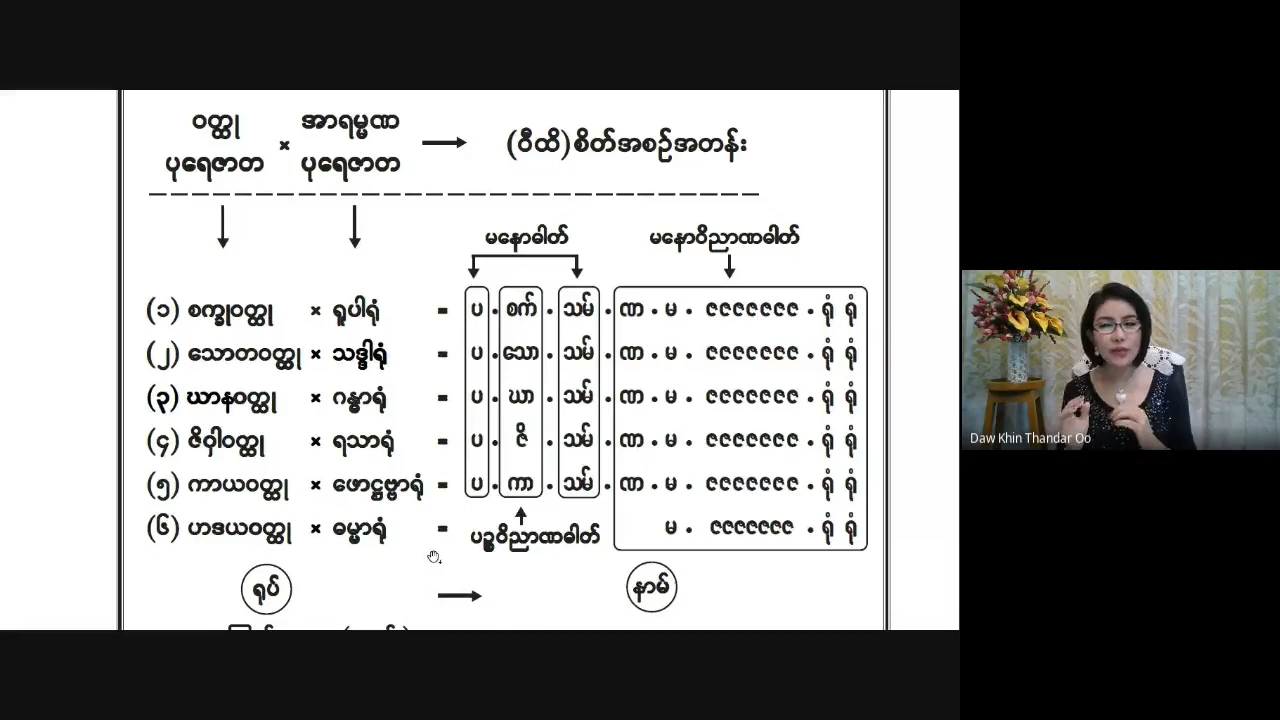 ဝတ္ထု × အာရမ္မဏ → (ဝီထိ)စိတ်အစဉ်အတန်း
ပုရေဇာတ ပုရေဇာတ
မနောဓါတ် မနောဝိညာဏဓါတ်
(၁) စက္ခုဝတ္ထု × ရူပါရုံ = ပ . စက် . သမ် . ဏ . မ . ဇဇဇဇဇဇဇ . ရုံ ရုံ
(၂) သောတဝတ္ထု × သဒ္ဒါရုံ = ပ . သော . သမ် . ဏ . မ . ဇဇဇဇဇဇဇ . ရုံ ရုံ
(၃) ဃာနဝတ္ထု × ဂန္ဓာရုံ = ပ . ဃာ . သမ် . ဏ . မ . ဇဇဇဇဇဇဇ . ရုံ ရုံ
(၄) ဇိဝှါဝတ္ထု × ရသာရုံ = ပ . ဇိ . သမ် . ဏ . မ . ဇဇဇဇဇဇဇ . ရုံ ရုံ
(၅) ကာယဝတ္ထု × ဖောဋ္ဌဗ္ဗာရုံ = ပ . ကာ . သမ် . ဏ . မ . ဇဇဇဇဇဇဇ . ရုံ ရုံ
(၆) ဟဒယဝတ္ထု × ဓမ္မာရုံ = မ . ဇဇဇဇဇဇဇ . ရုံ ရုံ
ပဉ္စဝိညာဏဓါတ်
ရုပ် → နာမ်
Daw Khin Thandar Oo